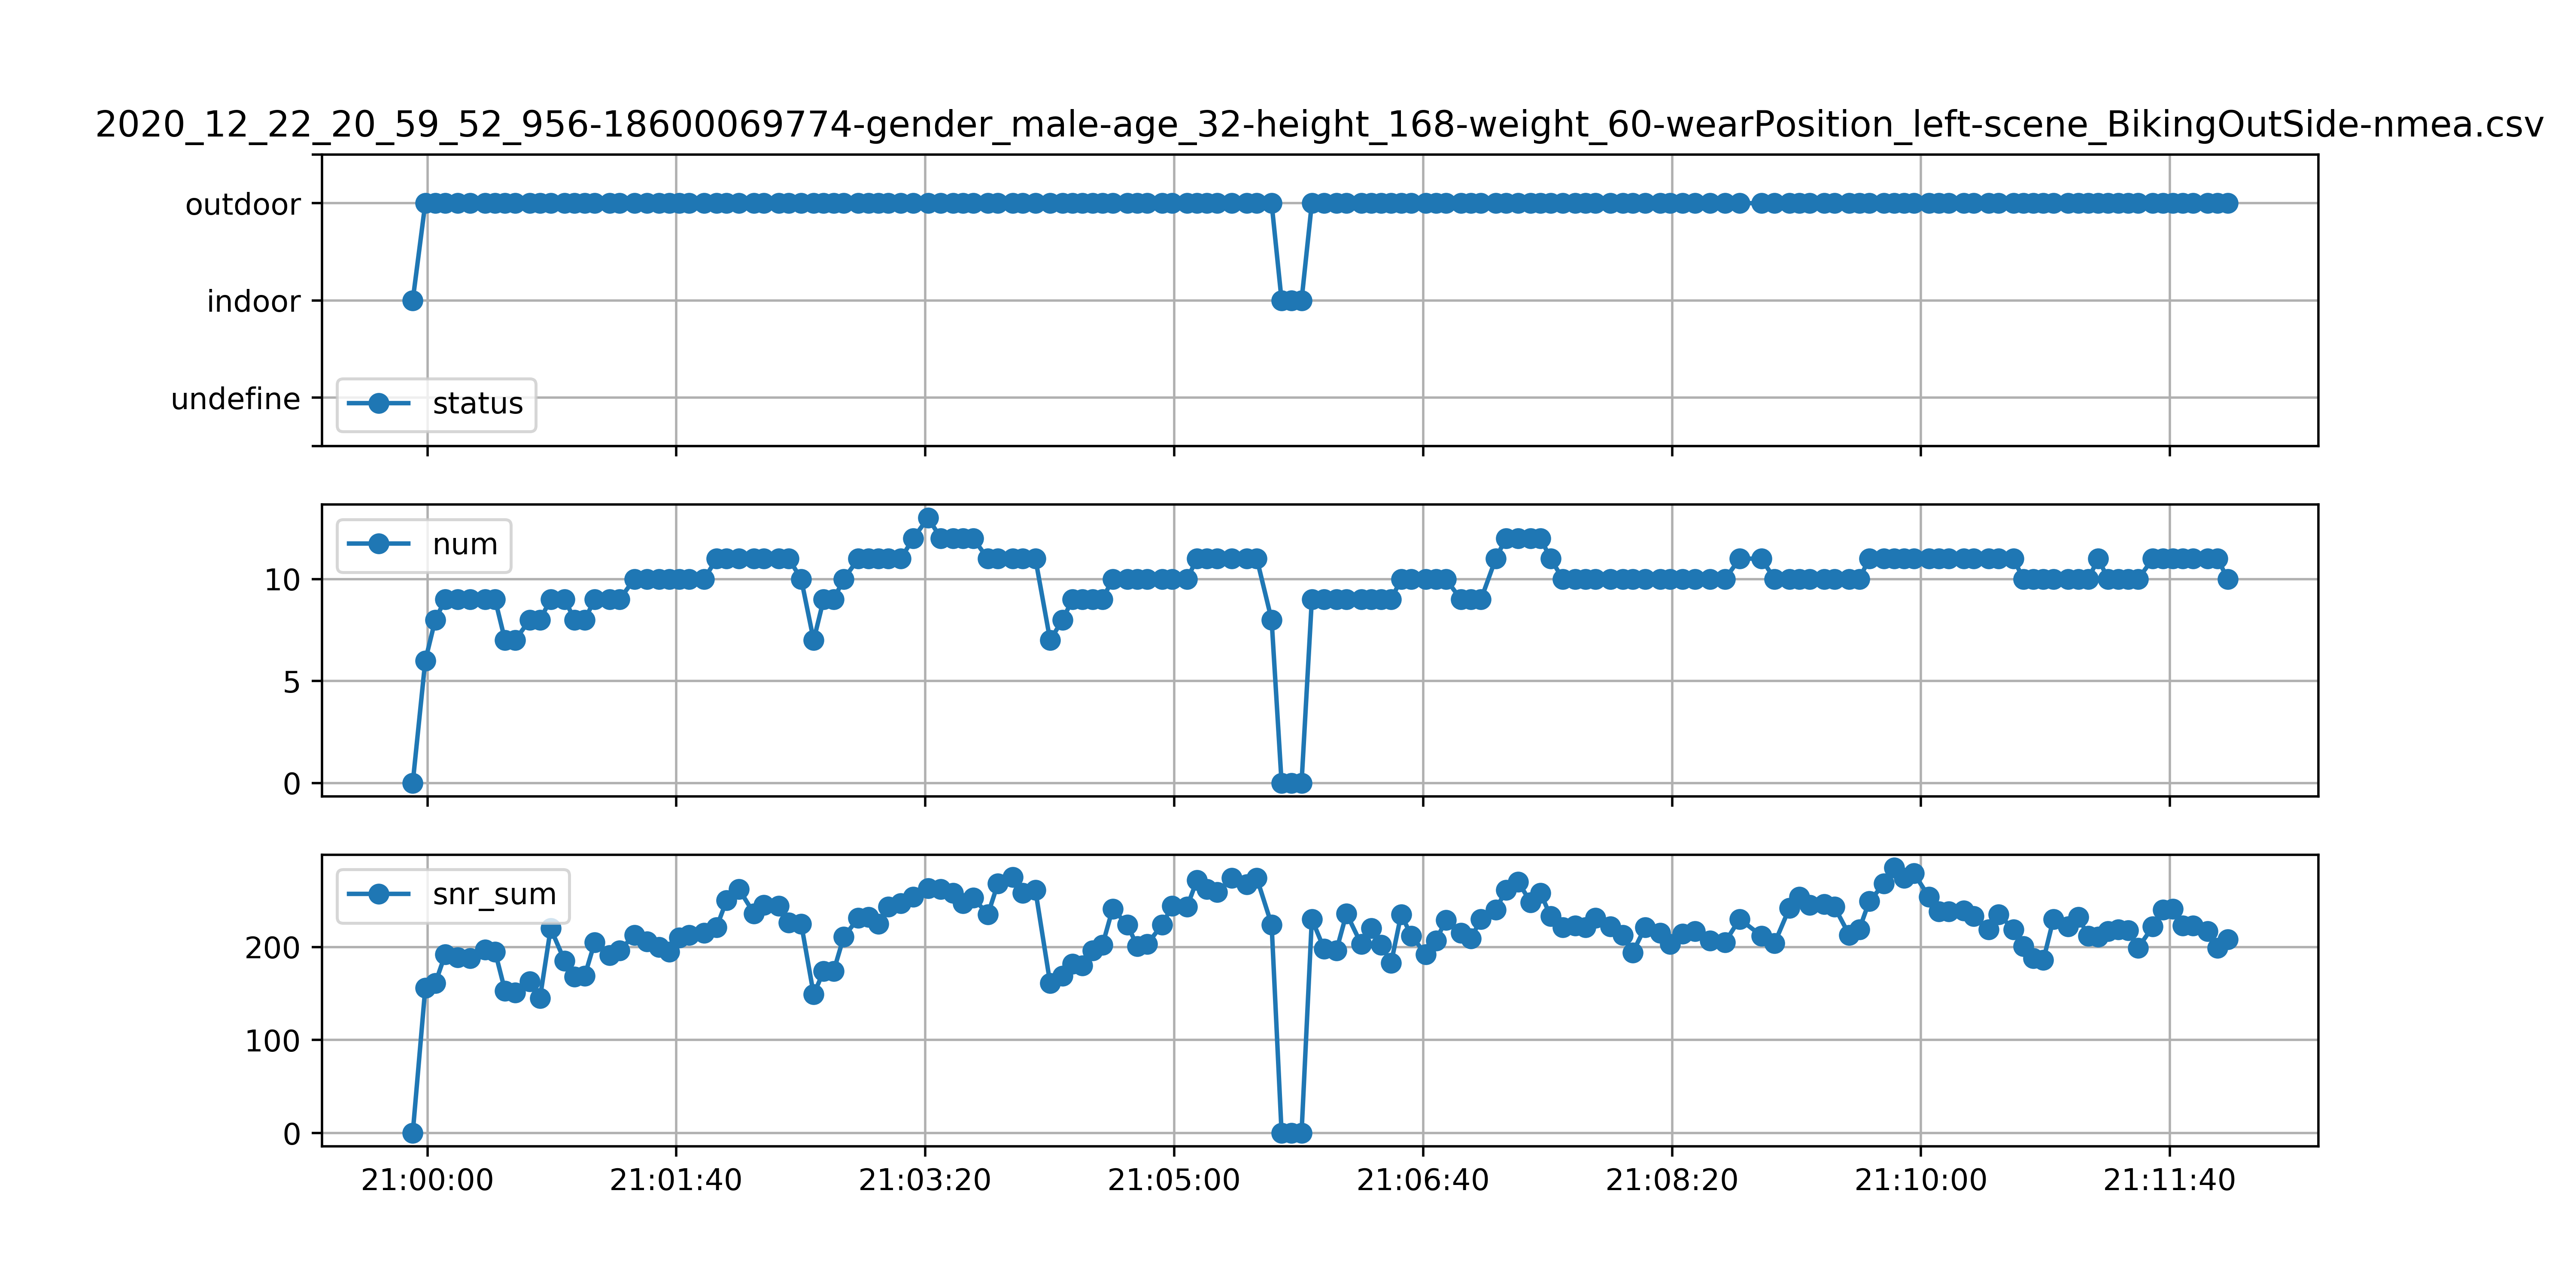 2020_12_22_20_59_52_956-18600069774-gender_male-age_32-height_168-weight_60-wearPosition_left-scene_BikingOutSide-nmea.csv
outdoor
indoor
undefine
status
num
10
5
0
snr_sum
200
100
0
21:00:00 21:01:40 21:03:20 21:05:00 21:06:40 21:08:20 21:10:00 21:11:40